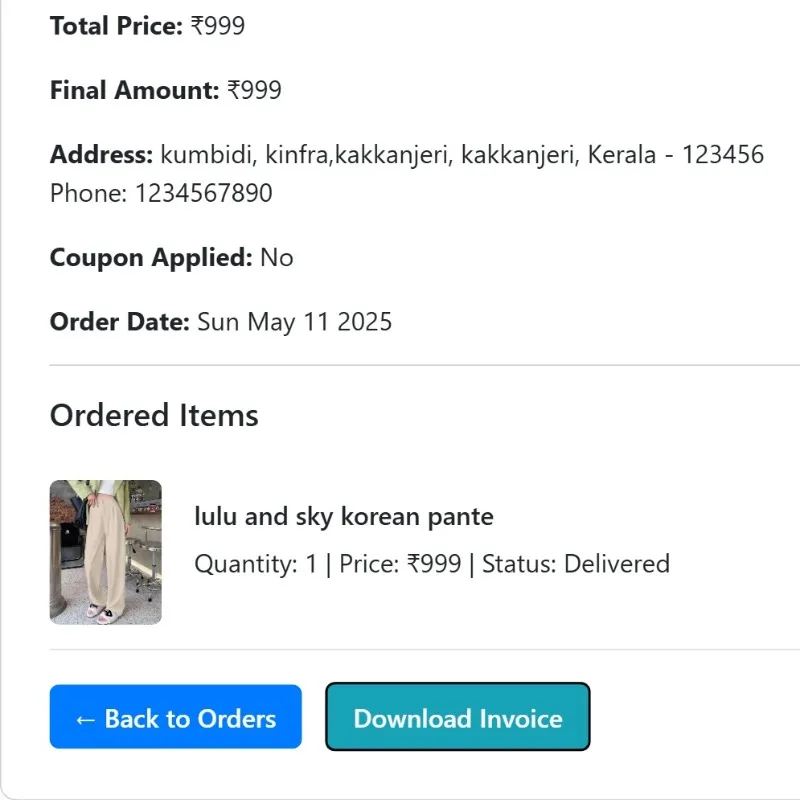 Total Price: ₹999
Final Amount: ₹999
Address: kumbidi, kinfra,kakkanjeri, kakkanjeri, Kerala - 123456
Phone: 1234567890
Coupon Applied: No
Order Date: Sun May 11 2025
Ordered Items
lulu and sky korean pante
Quantity: 1 | Price: ₹999 | Status: Delivered
← Back to Orders
Download Invoice